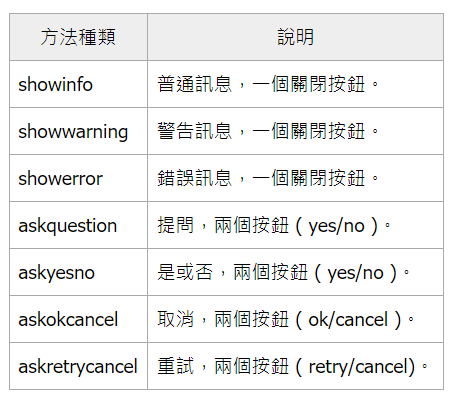 方法種類 說明
showinfo 普通訊息，一個關閉按鈕。
showwarning 警告訊息，一個關閉按鈕。
showerror 錯誤訊息，一個關閉按鈕。
askquestion 提問，兩個按鈕 ( yes/no )。
askyesno 是或否，兩個按鈕 ( yes/no )。
askokcancel 取消，兩個按鈕 ( ok/cancel )。
askretrycancel 重試，兩個按鈕 ( retry/cancel)。